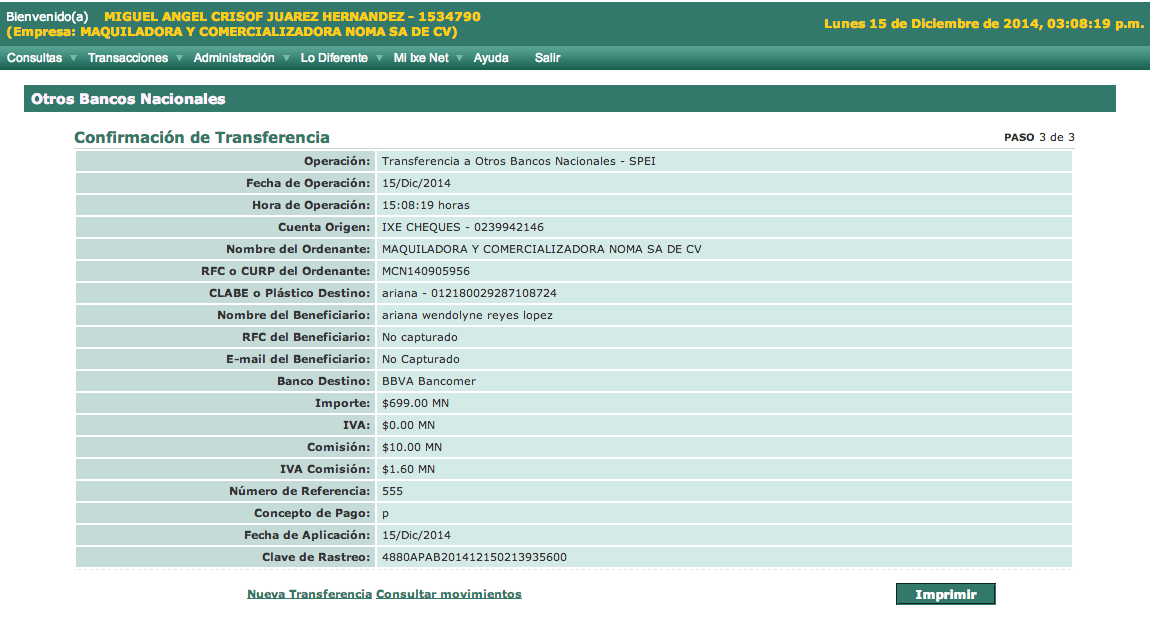 Bienvenido(a) MIGUEL ANGEL CRISOF JUAREZ HERNANDEZ - 1534790
(Empresa: MAQUILADORA Y COMERCIALIZADORA NOMA SA DE CV)
Lunes 15 de Diciembre de 2014, 03:08:19 p.m.
Consultas Transacciones Administración Lo Diferente Mi Ixe Net Ayuda Salir
Otros Bancos Nacionales
Confirmación de Transferencia PASO 3 de 3
Operación: Transferencia a Otros Bancos Nacionales - SPEI
Fecha de Operación: 15/Dic/2014
Hora de Operación: 15:08:19 horas
Cuenta Origen: IXE CHEQUES - 0239942146
Nombre del Ordenante: MAQUILADORA Y COMERCIALIZADORA NOMA SA DE CV
RFC o CURP del Ordenante: MCN140905956
CLABE o Plástico Destino: ariana - 012180029287108724
Nombre del Beneficiario: ariana wendolyne reyes lopez
RFC del Beneficiario: No capturado
E-mail del Beneficiario: No Capturado
Banco Destino: BBVA Bancomer
Importe: $699.00 MN
IVA: $0.00 MN
Comisión: $10.00 MN
IVA Comisión: $1.60 MN
Número de Referencia: 555
Concepto de Pago: p
Fecha de Aplicación: 15/Dic/2014
Clave de Rastreo: 4880APAB201412150213935600
Nueva Transferencia Consultar movimientos Imprimir